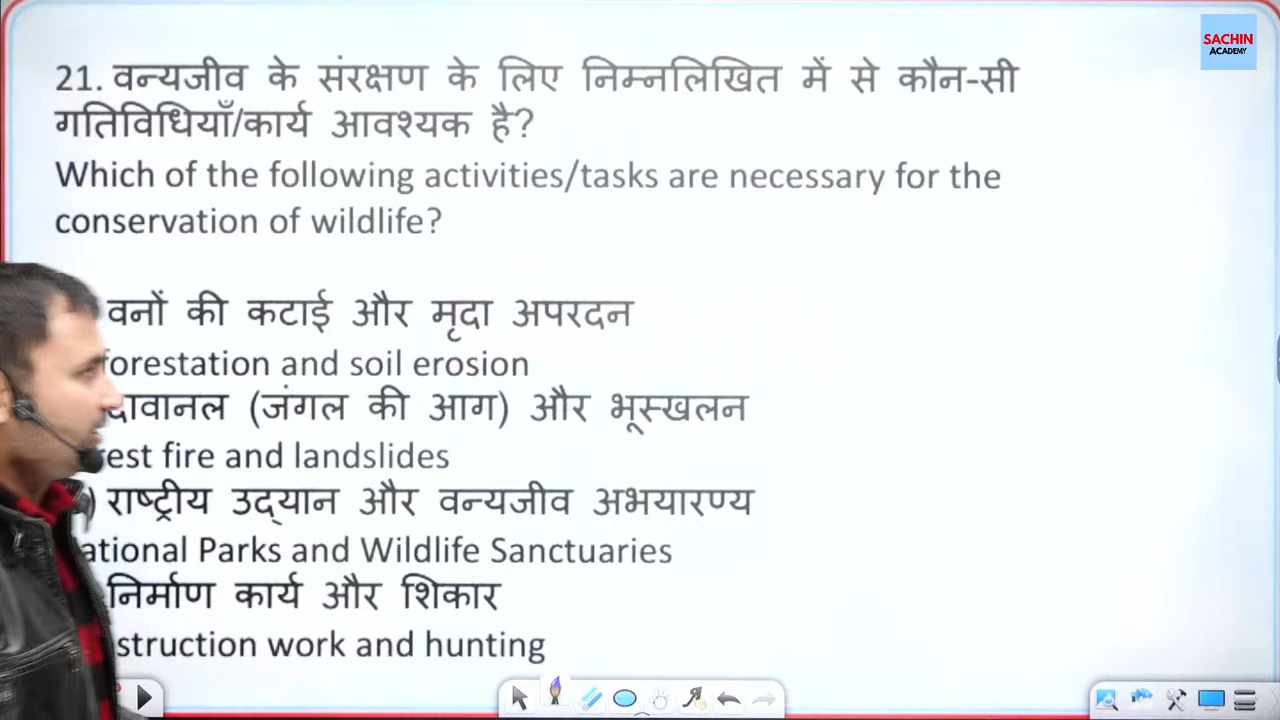 SACHIN
ACADEMY
21. वन्यजीव के संरक्षण के लिए निम्नलिखित में से कौन-सी
गतिविधियाँ/कार्य आवश्यक है?
Which of the following activities/tasks are necessary for the
conservation of wildlife?
वनों की कटाई और मृदा अपरदन
forestation and soil erosion
दावानल (जंगल की आग) और भूस्खलन
rest fire and landslides
) राष्ट्रीय उद्यान और वन्यजीव अभयारण्य
ational Parks and Wildlife Sanctuaries
निर्माण कार्य और शिकार
struction work and hunting